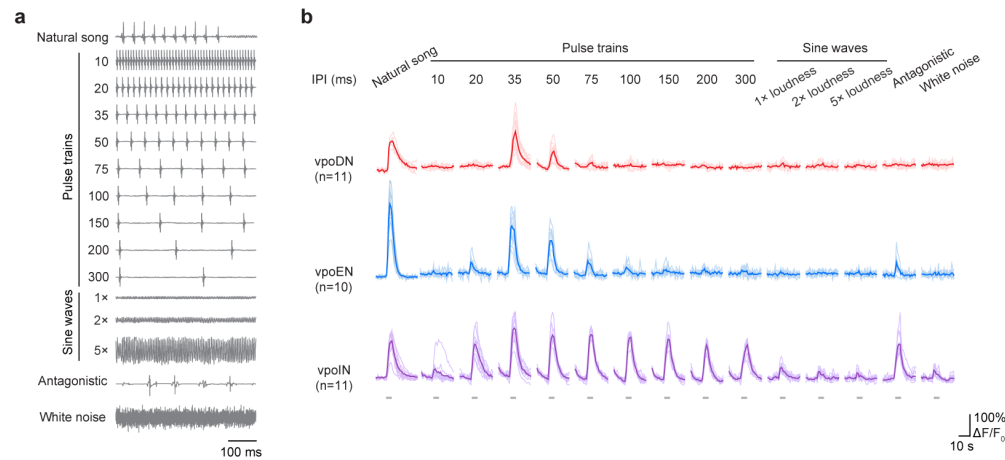 a
Natural song
Pulse trains
10
20
35
50
75
100
150
200
300
Sine waves
1×
2×
5×
Antagonistic
White noise
100 ms
b
Natural song
Pulse trains
Sine waves
Antagonistic
White noise
IPI (ms)
10
20
35
50
75
100
150
200
300
1× loudness
2× loudness
5× loudness
vpoDN
(n=11)
vpoEN
(n=10)
vpoIN
(n=11)
100%
ΔF/F₀
10 s